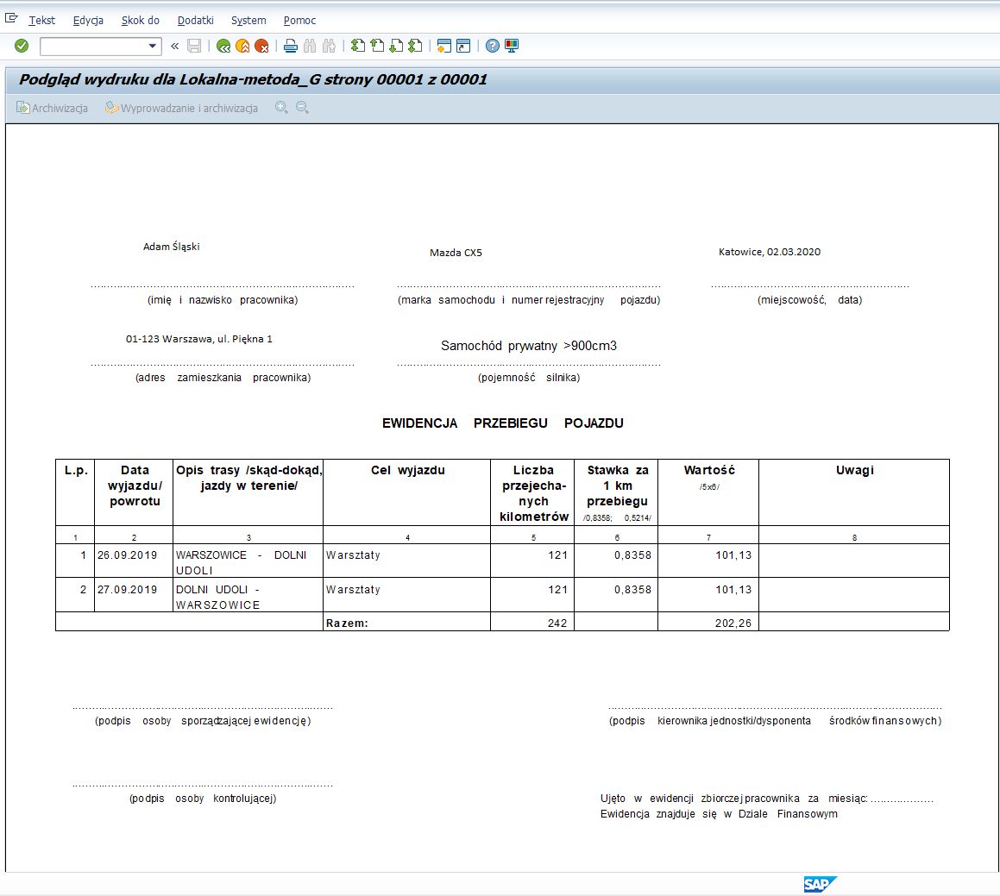 Tekst Edycja Skok do Dodatki System Pomoc
Podgląd wydruku dla Lokalna-metoda_G strony 00001 z 00001
Archiwizacja Wyprowadzanie i archiwizacja
Adam Śląski Mazda CX5 Katowice, 02.03.2020
(imię i nazwisko pracownika) (marka samochodu i numer rejestracyjny pojazdu) (miejscowość, data)
01-123 Warszawa, ul. Piękna 1 Samochód prywatny >900cm3
(adres zamieszkania pracownika) (pojemność silnika)
EWIDENCJA PRZEBIEGU POJAZDU
L.p. Data Opis trasy /skąd-dokąd, Cel wyjazdu Liczba Stawka za Wartość Uwagi
wyjazdu/ jazdy w terenie/ przejecha- 1 km /5x6/
powrotu nych przebiegu
kilometrów /0,8358; 0,5214/
1 2 3 4 5 6 7 8
1 26.09.2019 WARSZOWICE - DOLNI Warsztaty 121 0,8358 101,13
UDOLI
2 27.09.2019 DOLNI UDOLI - Warsztaty 121 0,8358 101,13
WARSZOWICE
Razem: 242 202,26
(podpis osoby sporządzającej ewidencję) (podpis kierownika jednostki/dysponenta środków finansowych)
(podpis osoby kontrolującej) Ujęto w ewidencji zbiorczej pracownika za miesiąc: ...................
Ewidencja znajduje się w Dziale Finansowym
SAP